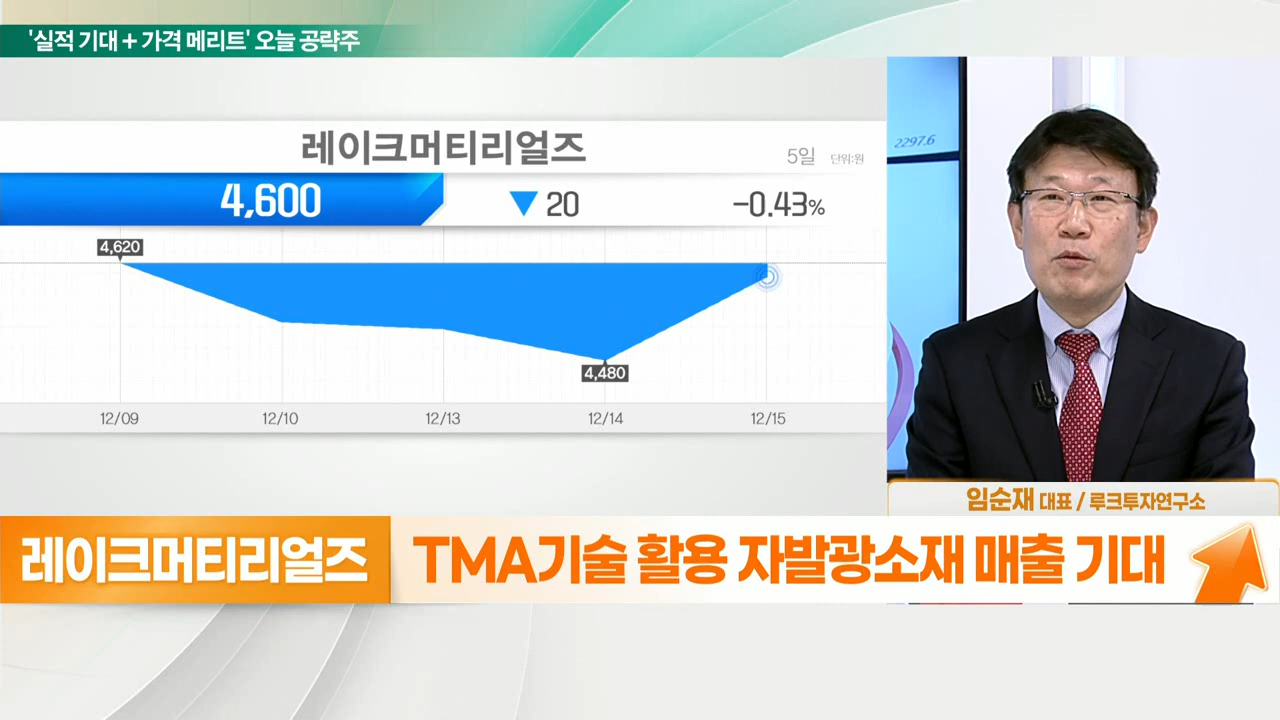 '실적 기대 + 가격 메리트' 오늘 공략주
2297.6
레이크머티리얼즈
5일 단위:원
4,600 ▼ 20 -0.43%
4,620
4,480
12/09 12/10 12/13 12/14 12/15
임순재 대표 / 루크투자연구소
레이크머티리얼즈
TMA기술 활용 자발광소재 매출 기대